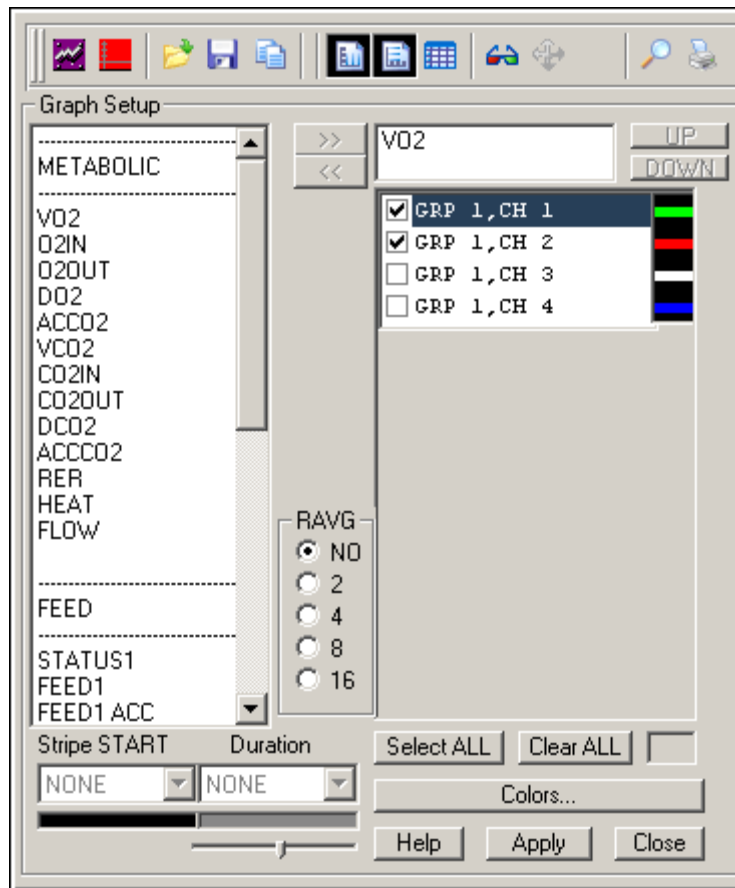 Graph Setup
METABOLIC
VO2
O2IN
O2OUT
DO2
ACCO2
VCO2
CO2IN
CO2OUT
DCO2
ACCCO2
RER
HEAT
FLOW
FEED
STATUS1
FEED1
FEED1 ACC
>>
<<
VO2
UP
DOWN
GRP 1,CH 1
GRP 1,CH 2
GRP 1,CH 3
GRP 1,CH 4
RAVG
NO
2
4
8
16
Stripe START
Duration
NONE
NONE
Select ALL
Clear ALL
Colors...
Help
Apply
Close